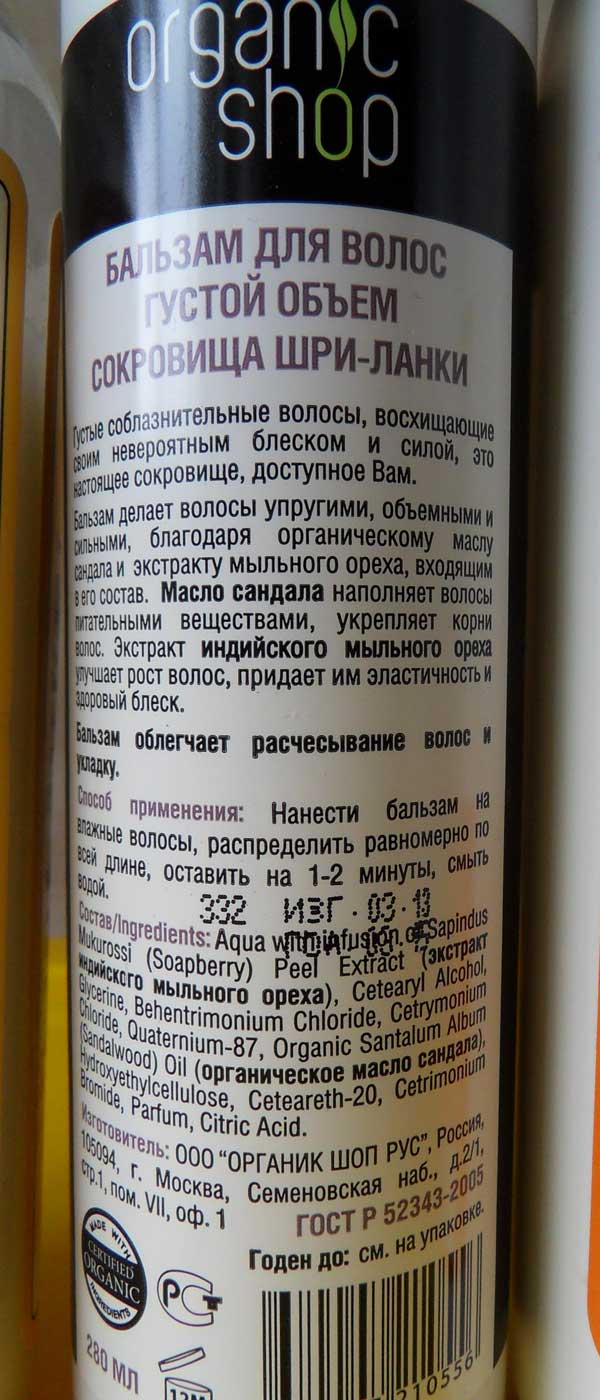 organic
shop
БАЛЬЗАМ ДЛЯ ВОЛОС
ГУСТОЙ ОБЪЕМ
СОКРОВИЩА ШРИ-ЛАНКИ
Густые соблазнительные волосы, восхищающие
своим невероятным блеском и силой, это
настоящее сокровище, доступное Вам.
Бальзам делает волосы упругими, объемными и
сильными, благодаря органическому маслу
сандала и экстракту мыльного ореха, входящим
в его состав. Масло сандала наполняет волосы
питательными веществами, укрепляет корни
волос. Экстракт индийского мыльного ореха
улучшает рост волос, придает им эластичность и
здоровый блеск.
Бальзам облегчает расчесывание волос и
укладку.
Способ применения: Нанести бальзам на
влажные волосы, распределить равномерно по
всей длине, оставить на 1-2 минуты, смыть
водой.
332 ИЗГ. 03.13
Состав/Ingredients: Aqua with infusion of Sapindus
Mukurossi (Soapberry) Peel Extract (экстракт
индийского мыльного ореха), Cetearyl Alcohol,
Glycerine, Behentrimonium Chloride, Cetrymonium
Chloride, Quaternium-87, Organic Santalum Album
(Sandalwood) Oil (органическое масло сандала),
Hydroxyethylcellulose, Ceteareth-20, Cetrimonium
Bromide, Parfum, Citric Acid.
Изготовитель: ООО "ОРГАНИК ШОП РУС", Россия,
105094, г. Москва, Семеновская наб., д.2/1,
стр.1, пом. VII, оф. 1
ГОСТ Р 52343-2005
Годен до: см. на упаковке.
MADE WITH
CERTIFIED
ORGANIC
INGREDIENTS
РСТ
280 МЛ
12M
210556